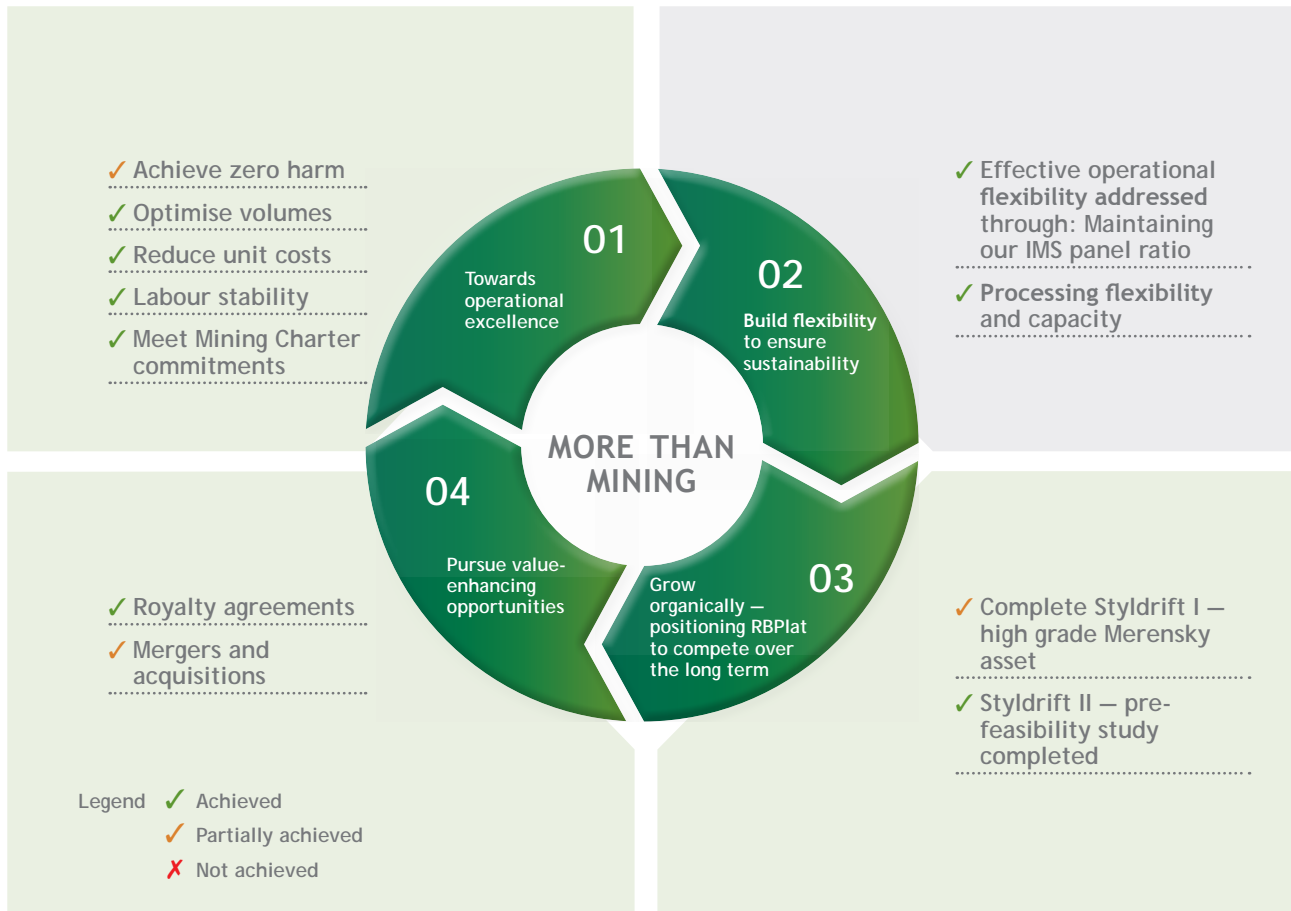 ✓ Achieve zero harm
✓ Optimise volumes
✓ Reduce unit costs
✓ Labour stability
✓ Meet Mining Charter
commitments
01
Towards
operational
excellence
02
Build flexibility
to ensure
sustainability
✓ Effective operational
flexibility addressed
through: Maintaining
our IMS panel ratio
✓ Processing flexibility
and capacity
MORE THAN
MINING
04
Pursue value-
enhancing
opportunities
✓ Royalty agreements
✓ Mergers and
acquisitions
03
Grow
organically —
positioning RBPlat
to compete over
the long term
✓ Complete Styldrift I —
high grade Merensky
asset
✓ Styldrift II — pre-
feasibility study
completed
Legend ✓ Achieved
✓ Partially achieved
✗ Not achieved